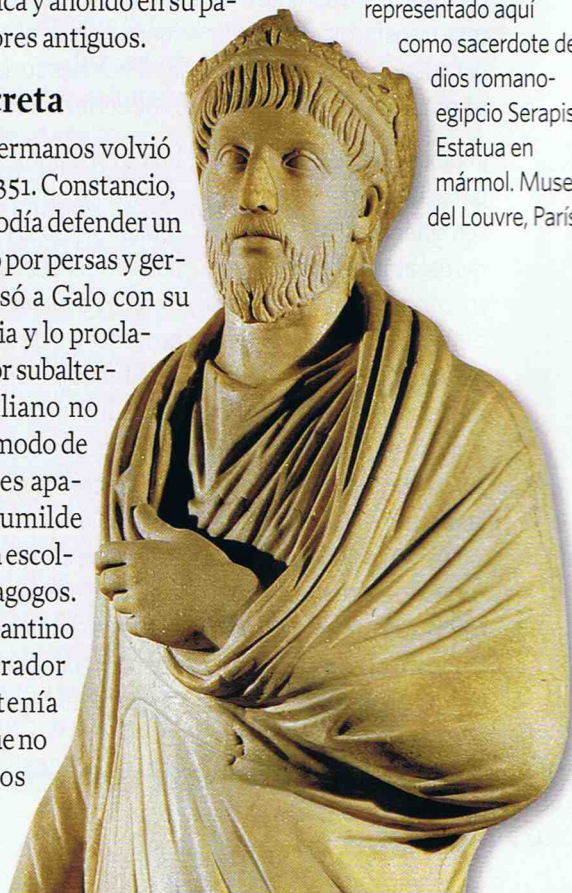 ca y ahondó en su pa-
ores antiguos.
creta
ermanos volvió
351. Constancio,
odía defender un
o por persas y ger-
só a Galo con su
ia y lo procla-
or subalter-
liano no
modo de
es apa-
umilde
escol-
agogos.
antino
rador
tenía
ue no
os
representado aquí
como sacerdote de
dios romano-
egipcio Serapis
Estatua en
mármol. Muse
del Louvre, París